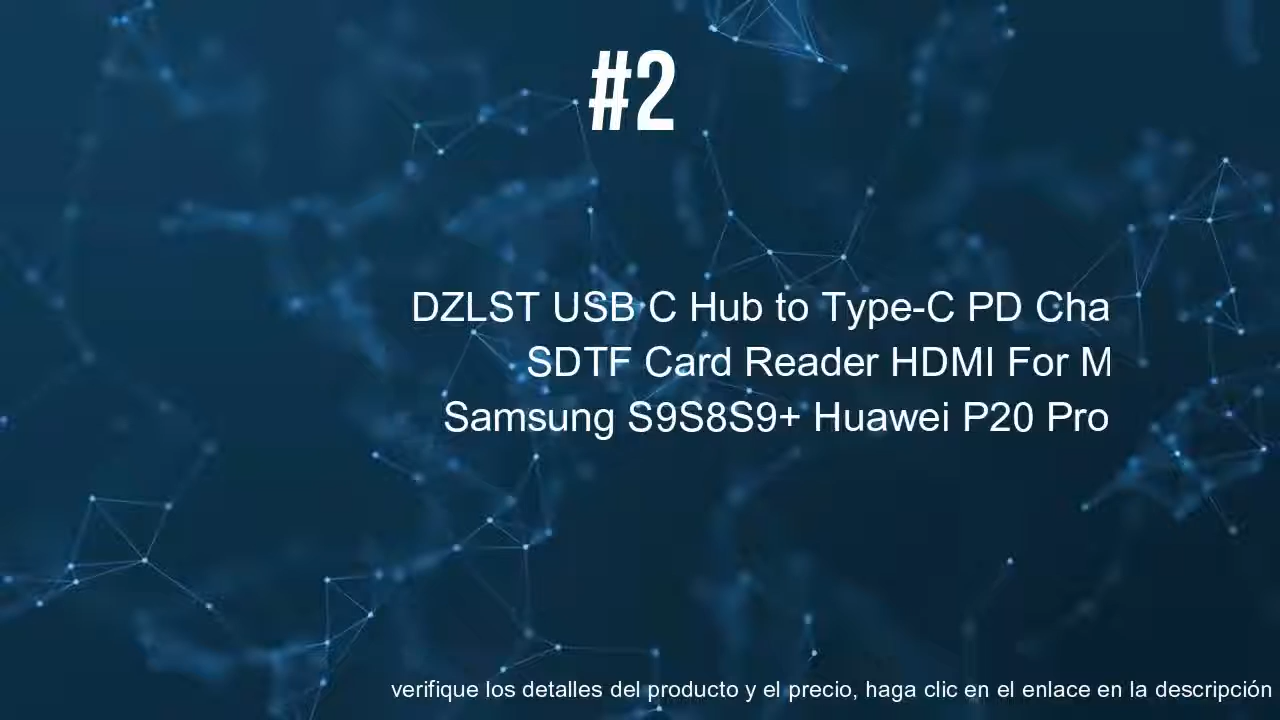 #2
DZLST USB C Hub to Type-C PD Cha
SDTF Card Reader HDMI For M
Samsung S9S8S9+ Huawei P20 Pro
verifique los detalles del producto y el precio, haga clic en el enlace en la descripción